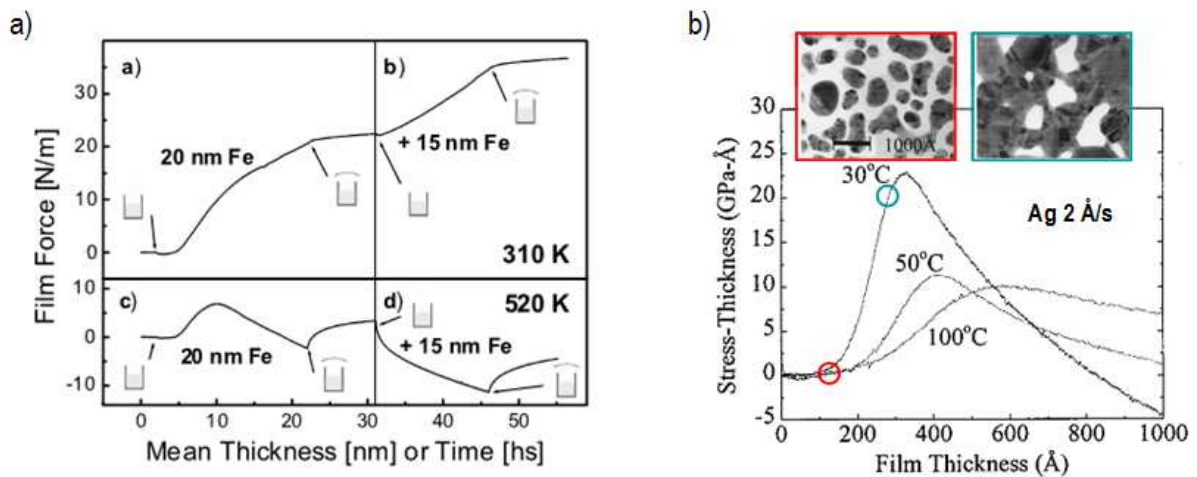 a)
Film Force [N/m]
30
20
10
0
10
0
-10
a)
20 nm Fe
b)
+ 15 nm Fe
310 K
c)
20 nm Fe
d)
520 K
+ 15 nm Fe
0 10 20 30 40 50
Mean Thickness [nm] or Time [hs]
b)
1000Å
Stress-Thickness (GPa-Å)
30
25
20
15
10
5
0
-5
30°C
50°C
100°C
Ag 2 Å/s
0 200 400 600 800 1000
Film Thickness (Å)